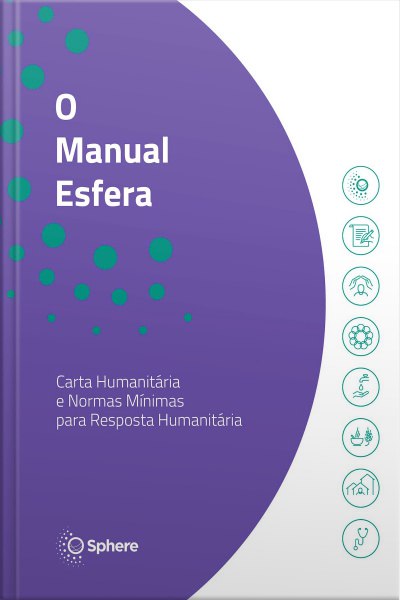 O
Manual
Esfera
Carta Humanitária
e Normas Mínimas
para Resposta Humanitária
Sphere